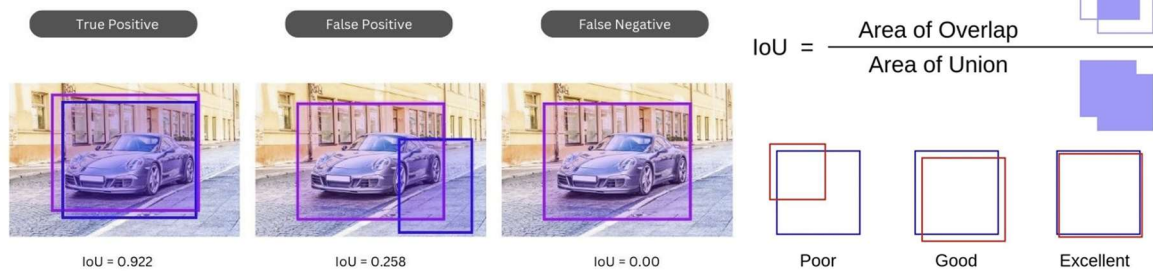 True Positive
False Positive
False Negative
IoU = 0.922
IoU = 0.258
IoU = 0.00
IoU = Area of Overlap
Area of Union
Poor
Good
Excellent